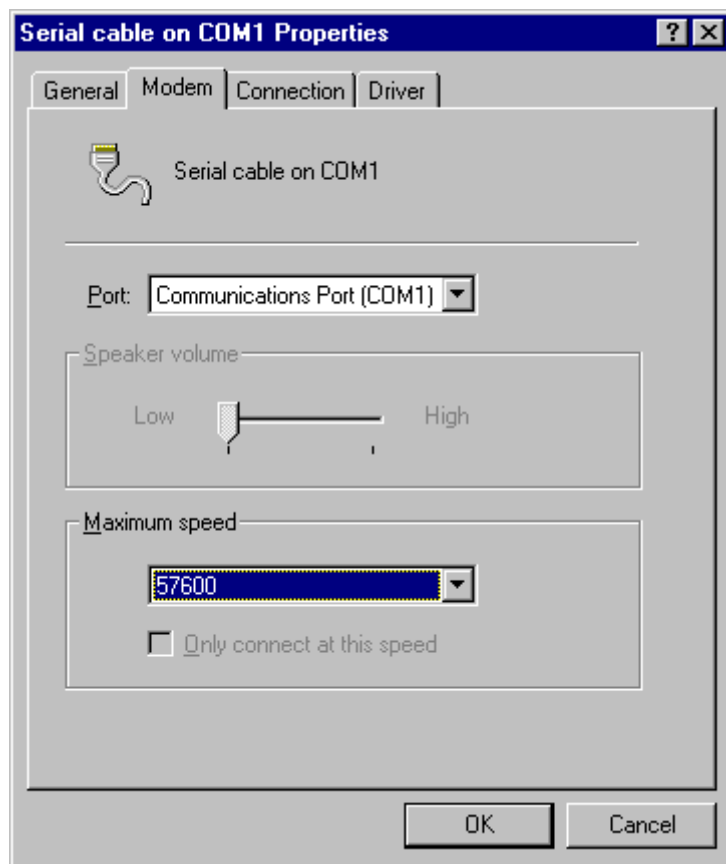 Serial cable on COM1 Properties
General Modem Connection Driver
Serial cable on COM1
Port: Communications Port (COM1)
Speaker volume
Low High
Maximum speed
57600
Only connect at this speed
OK Cancel